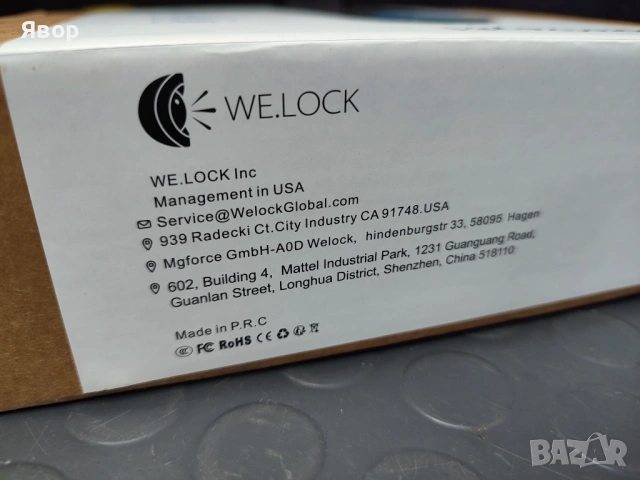 Явор
WE.LOCK
WE.LOCK Inc
Management in USA
Service@WelockGlobal.com
939 Radecki Ct.City Industry CA 91748.USA
Mgforce GmbH-A0D Welock, hindenburgstr 33, 58095 Hagen
602, Building 4, Mattel Industrial Park, 1231 Guanguang Road,
Guanlan Street, Longhua District, Shenzhen, China 518110
Made in P.R.C
FC RoHS CE
BAZAR